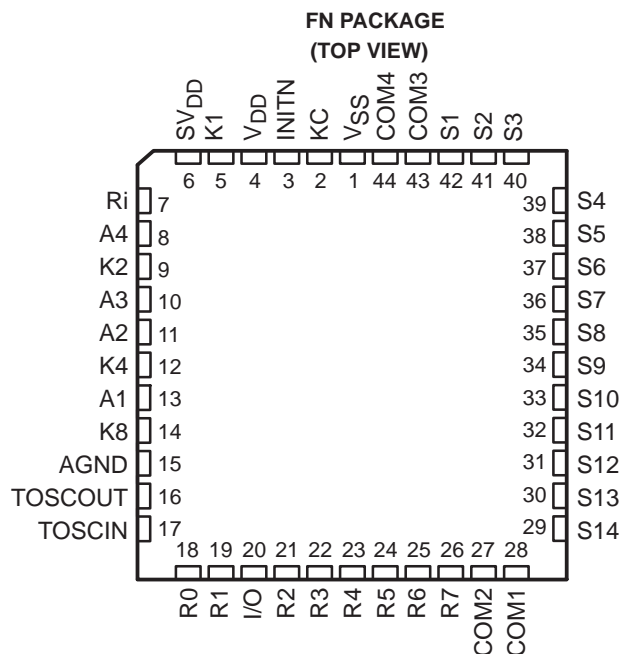 FN PACKAGE
(TOP VIEW)
SVDD K1 VDD INITN KC VSS COM4 COM3 S1 S2 S3
6 5 4 3 2 1 44 43 42 41 40
Ri 7 39 S4
A4 8 38 S5
K2 9 37 S6
A3 10 36 S7
A2 11 35 S8
K4 12 34 S9
A1 13 33 S10
K8 14 32 S11
AGND 15 31 S12
TOSCOUT 16 30 S13
TOSCIN 17 29 S14
18 19 20 21 22 23 24 25 26 27 28
R0 R1 I/O R2 R3 R4 R5 R6 R7 COM2 COM1